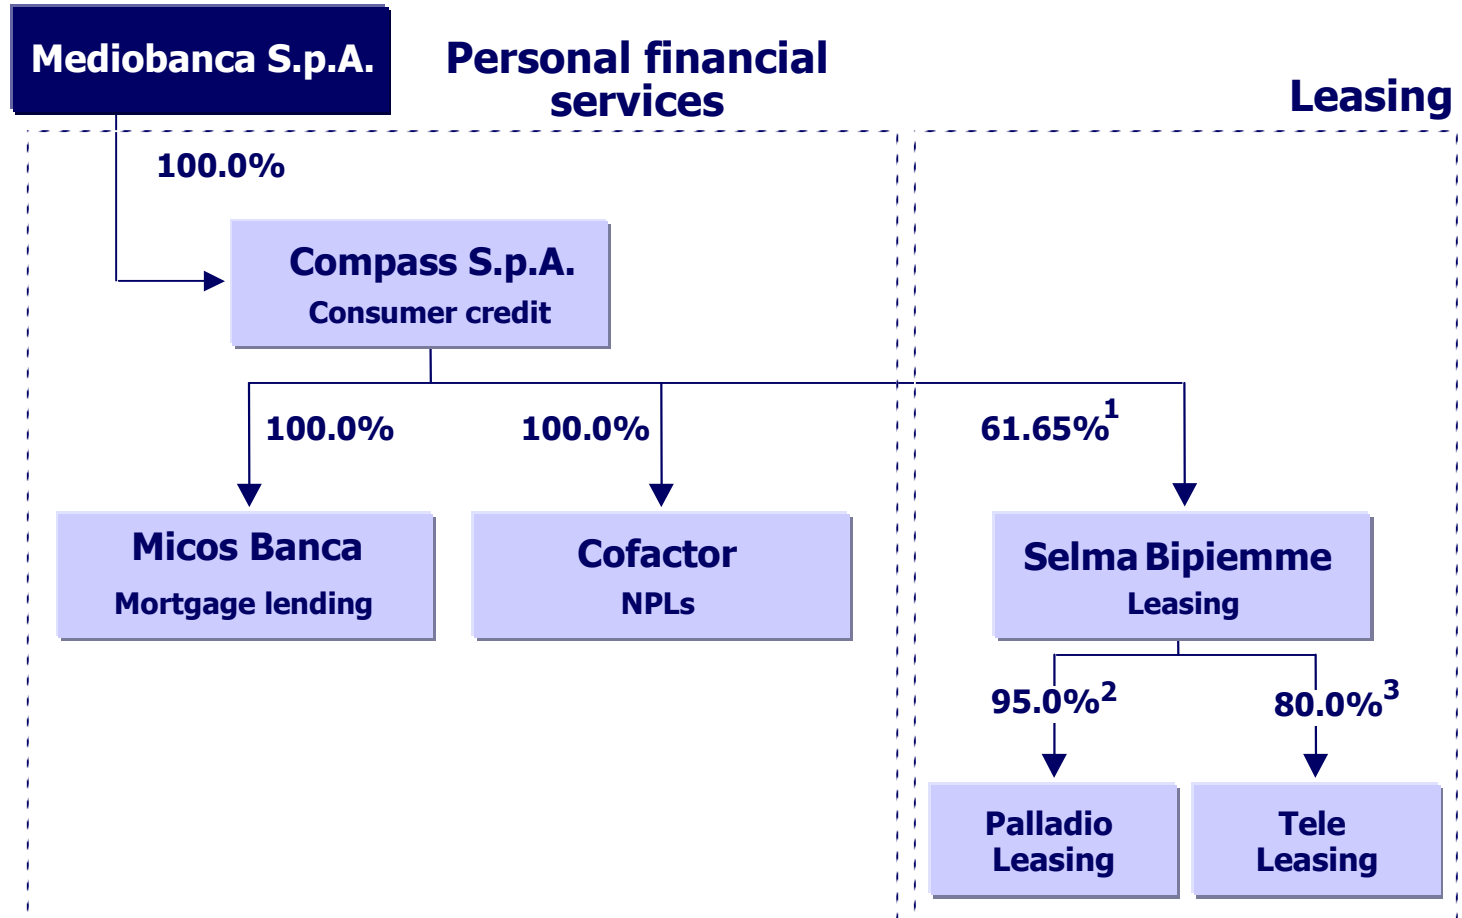 Mediobanca S.p.A.
Personal financial
services
Leasing
100.0%
Compass S.p.A.
Consumer credit
100.0%
100.0%
61.65%1
Micos Banca
Mortgage lending
Cofactor
NPLs
Selma Bipiemme
Leasing
95.0%2
80.0%3
Palladio
Leasing
Tele
Leasing